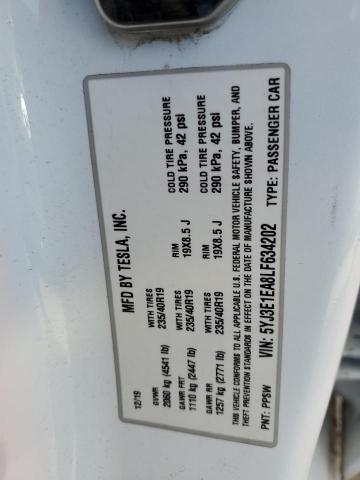 MFD BY TESLA, INC.
12/19
GVWR WITH TIRES RIM COLD TIRE PRESSURE
2060 kg (4541 lb) 235/40R19 19X8.5 J 290 kPa, 42 psi
GAWR FRT WITH TIRES RIM COLD TIRE PRESSURE
1110 kg (2447 lb) 235/40R19 19X8.5 J 290 kPa, 42 psi
GAWR RR
1257 kg (2771 lb) 235/40R19 19X8.5 J
THIS VEHICLE CONFORMS TO ALL APPLICABLE U.S. FEDERAL MOTOR VEHICLE SAFETY, BUMPER, AND
THEFT PREVENTION STANDARDS IN EFFECT ON THE DATE OF MANUFACTURE SHOWN ABOVE.
VIN: 5YJ3E1EA8LF634202 TYPE: PASSENGER CAR
PNT: PPSW